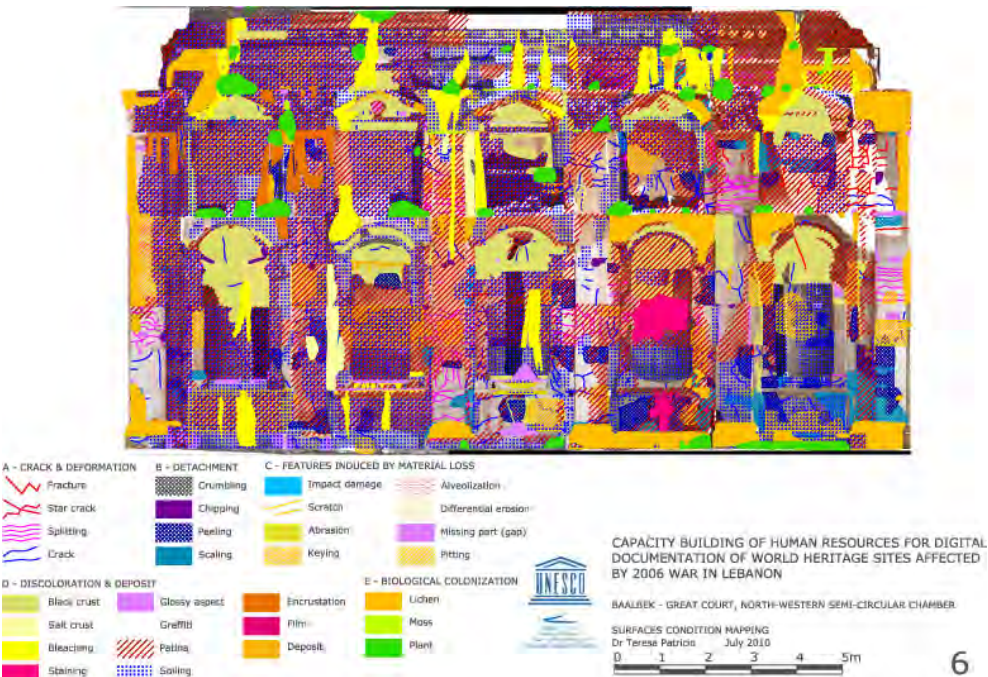 A - CRACK & DEFORMATION
Fracture
Star crack
Splitting
Crack
B - DETACHMENT
Crumbling
Chipping
Peeling
Scaling
C - FEATURES INDUCED BY MATERIAL LOSS
Impact damage
Scratch
Abrasion
Keying
Alveolization
Differential erosion
Missing part (gap)
Pitting
D - DISCOLORATION & DEPOSIT
Black crust
Salt crust
Bleaching
Staining
Glossy aspect
Graffiti
Patina
Soiling
Encrustation
Film
Deposit
E - BIOLOGICAL COLONIZATION
Lichen
Moss
Plant
UNESCO
CAPACITY BUILDING OF HUMAN RESOURCES FOR DIGITAL
DOCUMENTATION OF WORLD HERITAGE SITES AFFECTED
BY 2006 WAR IN LEBANON
BAALBEK - GREAT COURT, NORTH-WESTERN SEMI-CIRCULAR CHAMBER
SURFACES CONDITION MAPPING
Dr Teresa Patricio July 2010
0 1 2 3 4 5m
6